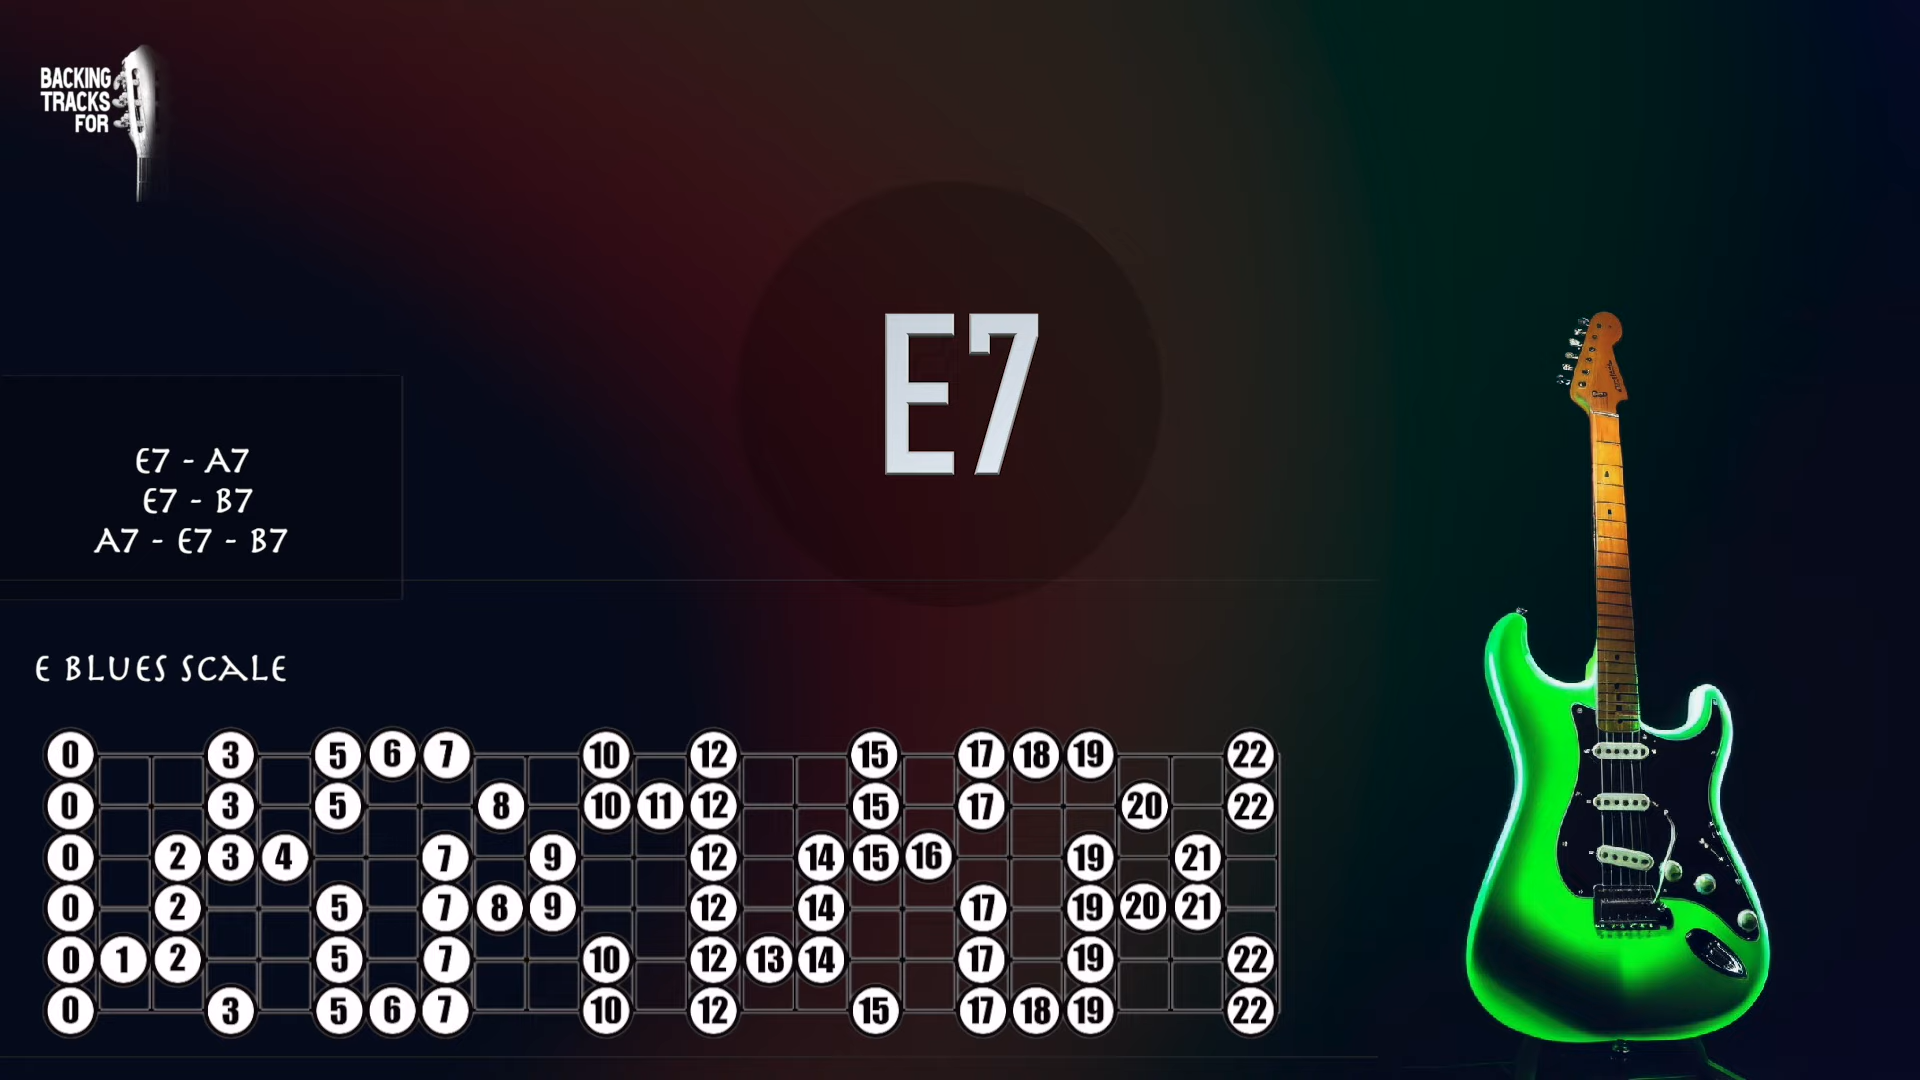 BACKING
TRACKS
FOR
E7
E7 - A7
E7 - B7
A7 - E7 - B7
E BLUES SCALE
0 3 5 6 7 10 12 15 17 18 19 22
0 3 5 8 10 11 12 15 17 20 22
0 2 3 4 7 9 12 14 15 16 19 21
0 2 5 7 8 9 12 14 17 19 20 21
0 1 2 5 7 10 12 13 14 17 19 22
0 3 5 6 7 10 12 15 17 18 19 22